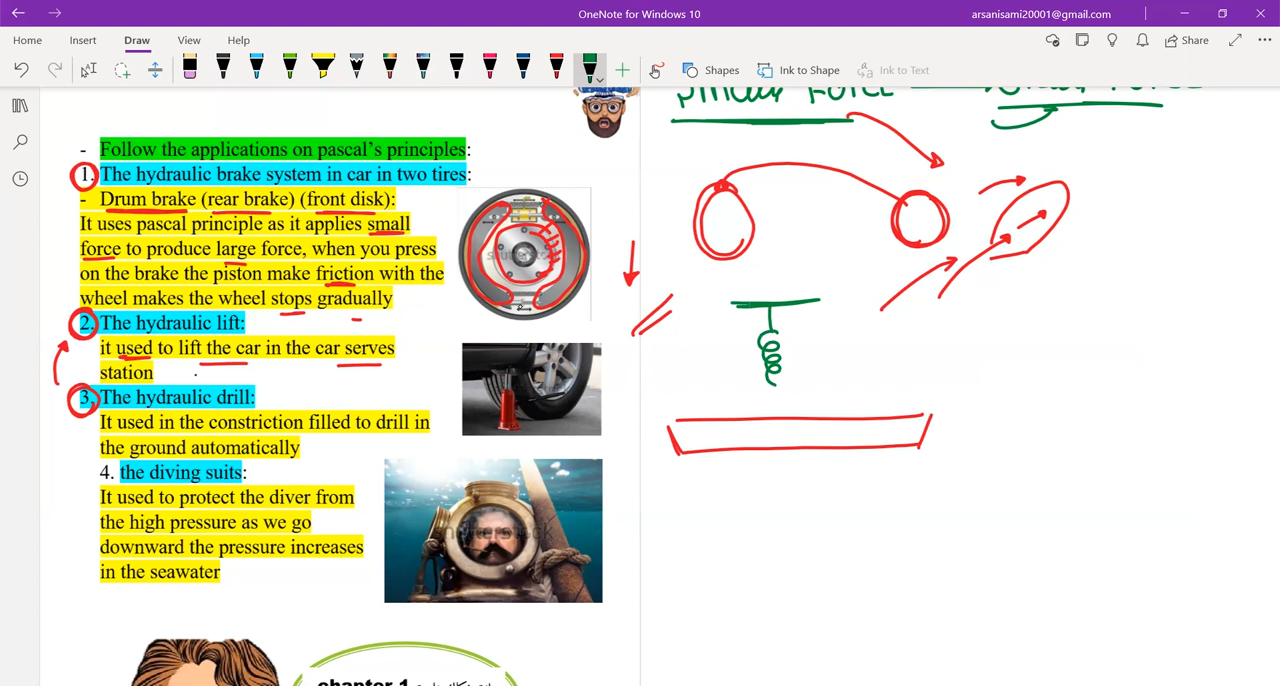 OneNote for Windows 10
arsanisami20001@gmail.com
Home Insert Draw View Help
Share
Shapes Ink to Shape Ink to Text
- Follow the applications on pascal's principles:
1. The hydraulic brake system in car in two tires:
- Drum brake (rear brake) (front disk):
It uses pascal principle as it applies small
force to produce large force, when you press
on the brake the piston make friction with the
wheel makes the wheel stops gradually
2. The hydraulic lift:
it used to lift the car in the car serves
station
3. The hydraulic drill:
It used in the constriction filled to drill in
the ground automatically
4. the diving suits:
It used to protect the diver from
the high pressure as we go
downward the pressure increases
in the seawater
chapter 1